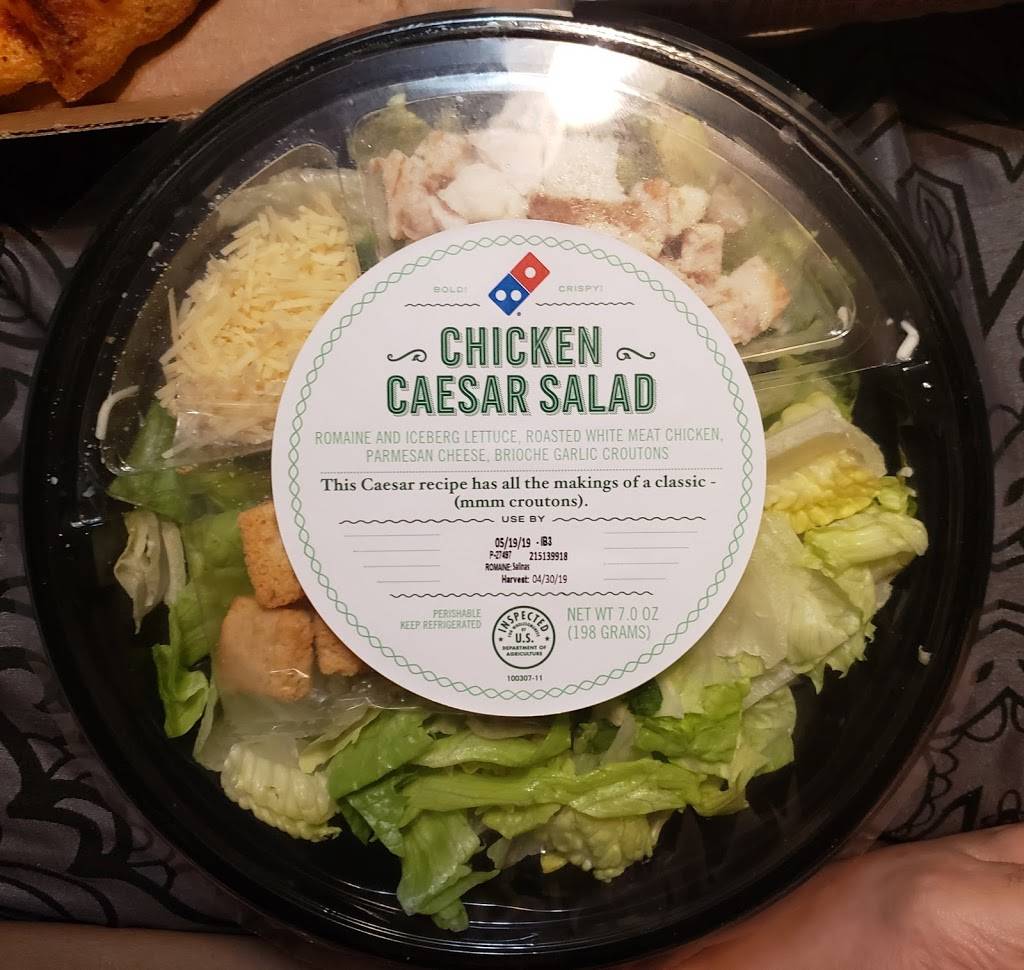 BOLD! CRISPY!
CHICKEN
CAESAR SALAD
ROMAINE AND ICEBERG LETTUCE, ROASTED WHITE MEAT CHICKEN,
PARMESAN CHEESE, BRIOCHE GARLIC CROUTONS
This Caesar recipe has all the makings of a classic -
(mmm croutons).
USE BY
05/19/19 - IB3
P-27497 215139918
ROMAINE: Salinas
Harvest: 04/30/19
PERISHABLE
KEEP REFRIGERATED
INSPECTED
FOR WHOLESOMENESS
BY
U.S.
DEPARTMENT OF
AGRICULTURE
NET WT 7.0 OZ
(198 GRAMS)
100307-11